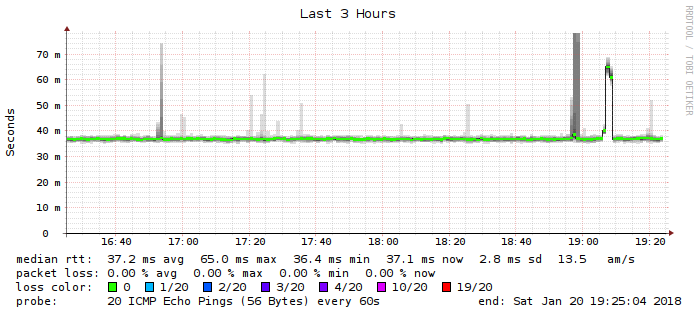 Last 3 Hours
RRDTOOL / TOBI OETIKER
Seconds
70 m
60 m
50 m
40 m
30 m
20 m
10 m
0
16:40 17:00 17:20 17:40 18:00 18:20 18:40 19:00 19:20
median rtt: 37.2 ms avg 65.0 ms max 36.4 ms min 37.1 ms now 2.8 ms sd 13.5 am/s
packet loss: 0.00 % avg 0.00 % max 0.00 % min 0.00 % now
loss color: 0 1/20 2/20 3/20 4/20 10/20 19/20
probe: 20 ICMP Echo Pings (56 Bytes) every 60s end: Sat Jan 20 19:25:04 2018